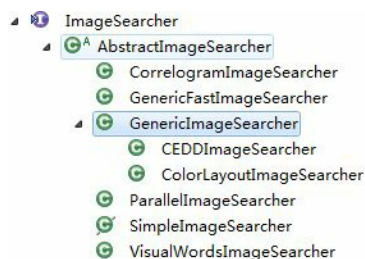 ImageSearcher
AbstractImageSearcher
CorrelogramImageSearcher
GenericFastImageSearcher
GenericImageSearcher
CEDDImageSearcher
ColorLayoutImageSearcher
ParallelImageSearcher
SimpleImageSearcher
VisualWordsImageSearcher